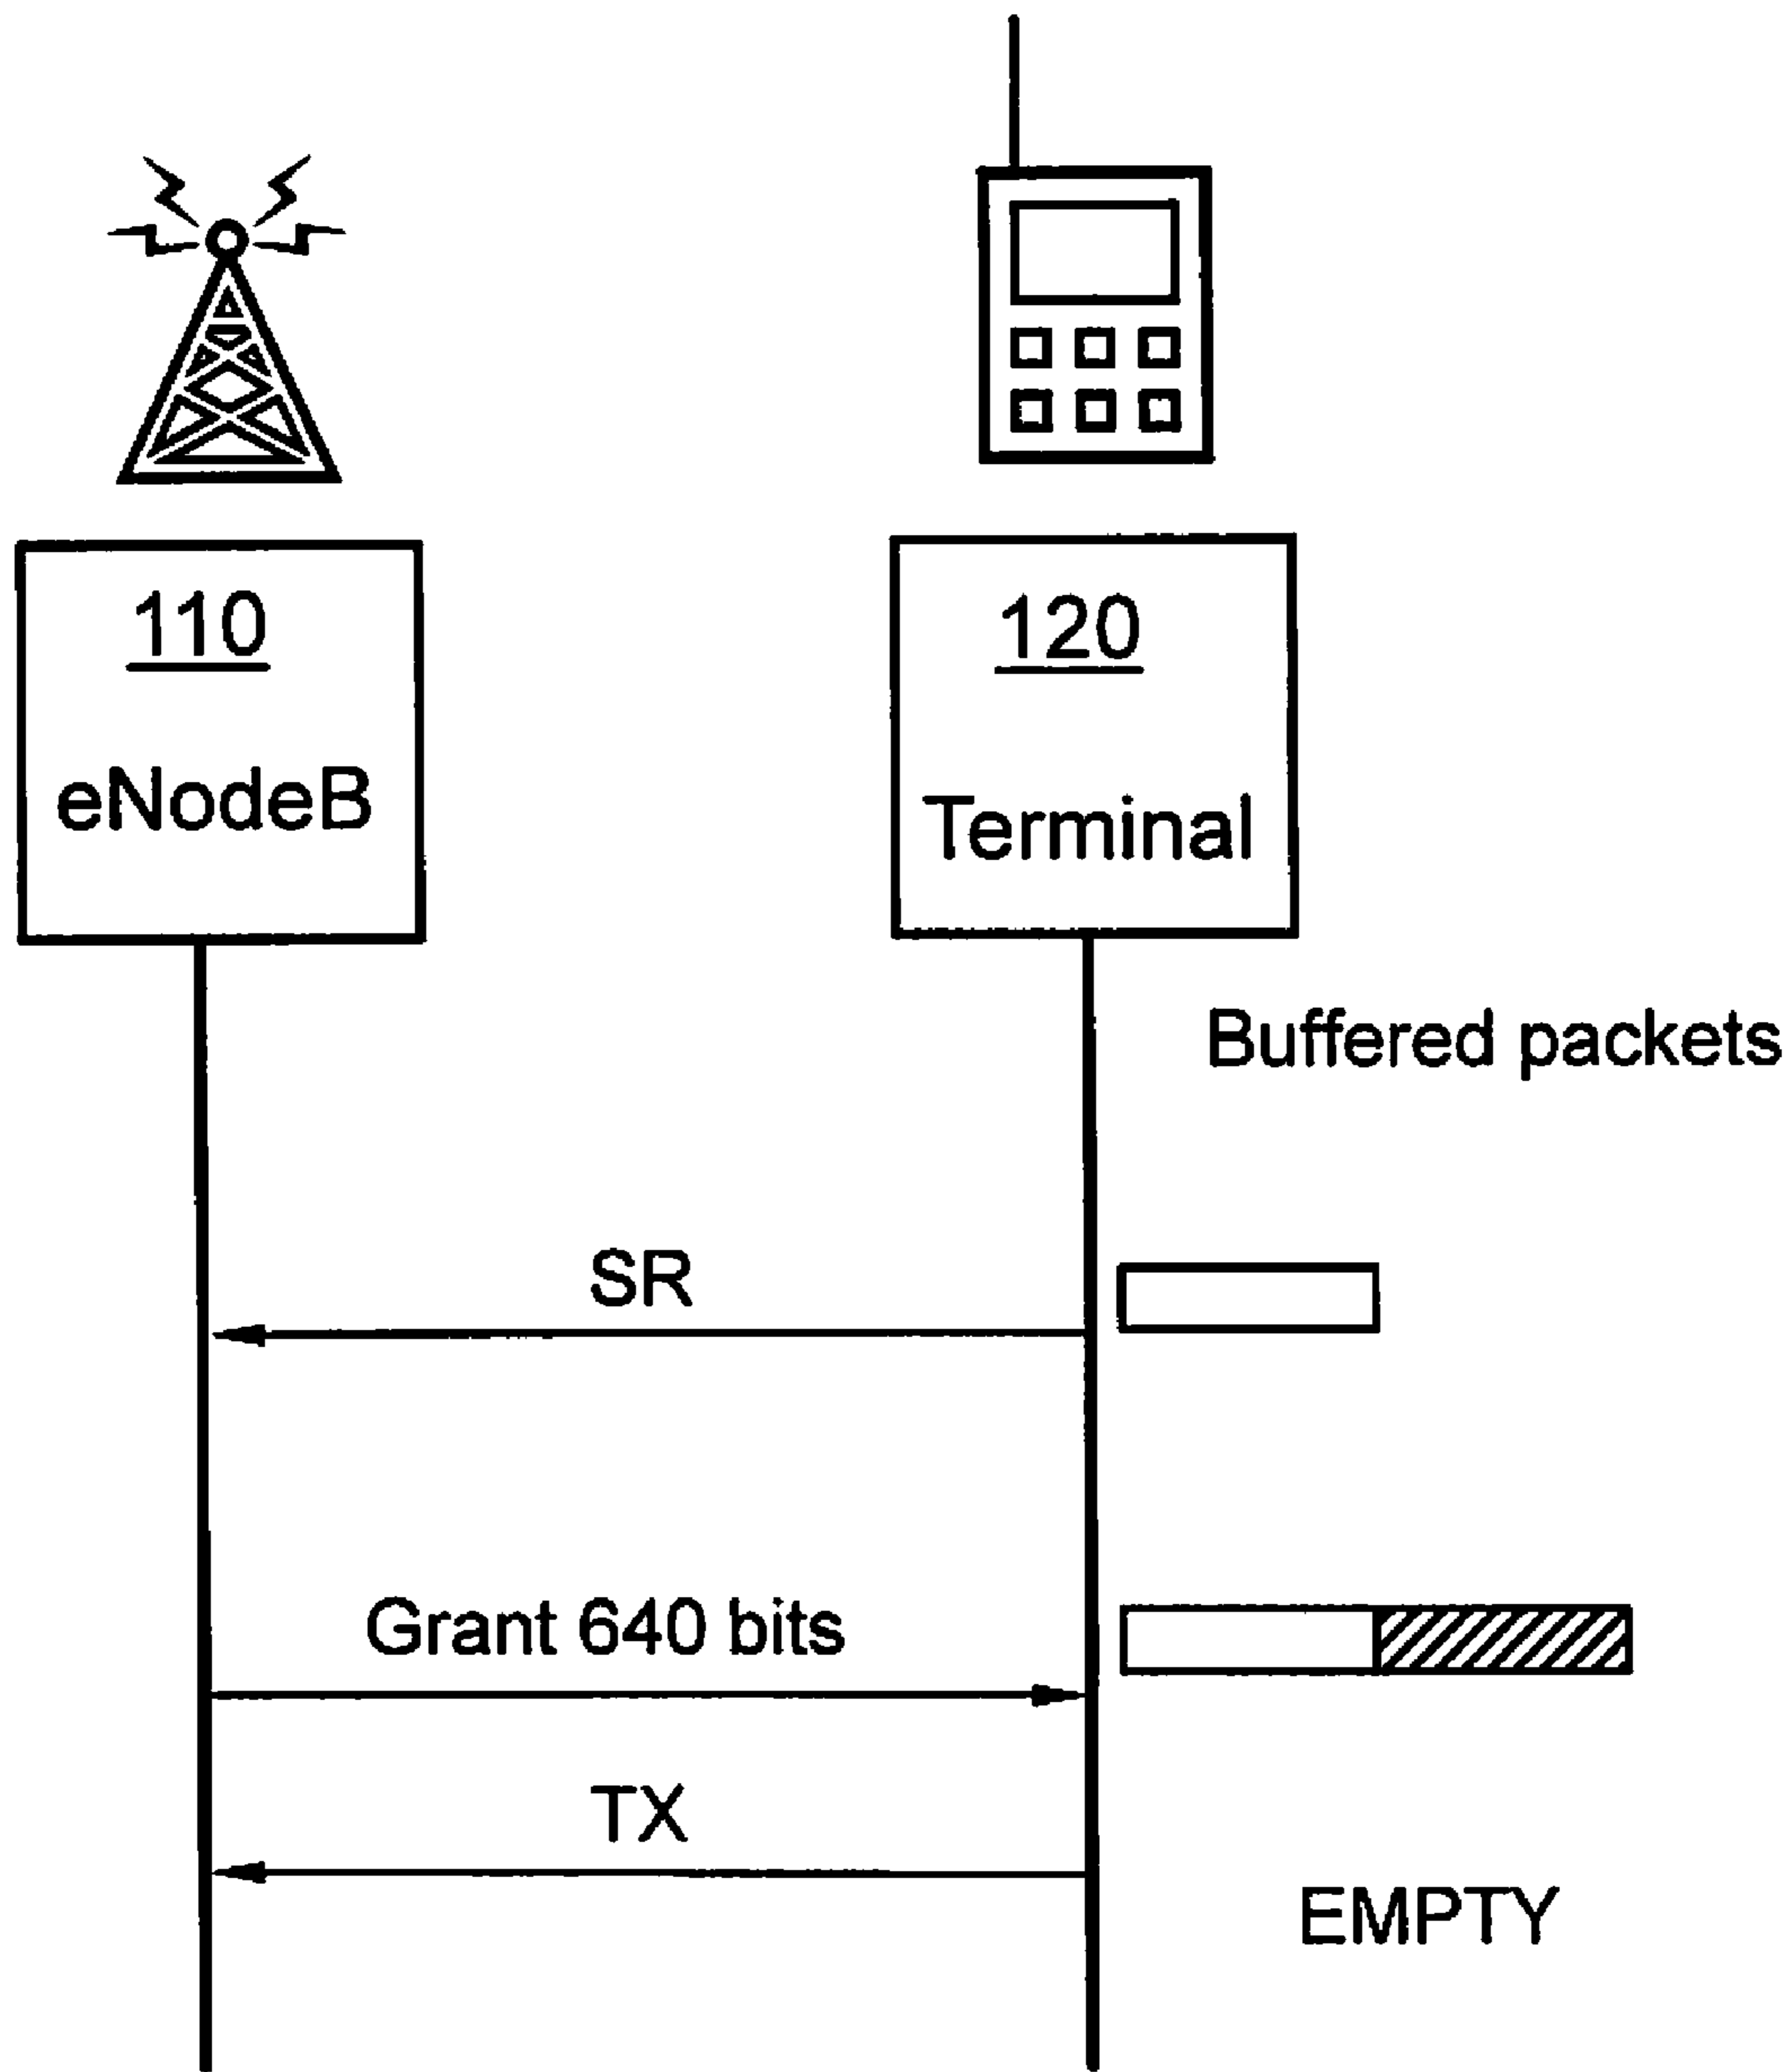 110
eNodeB
120
Terminal
Buffered packets
SR
Grant 640 bits
TX
EMPTY